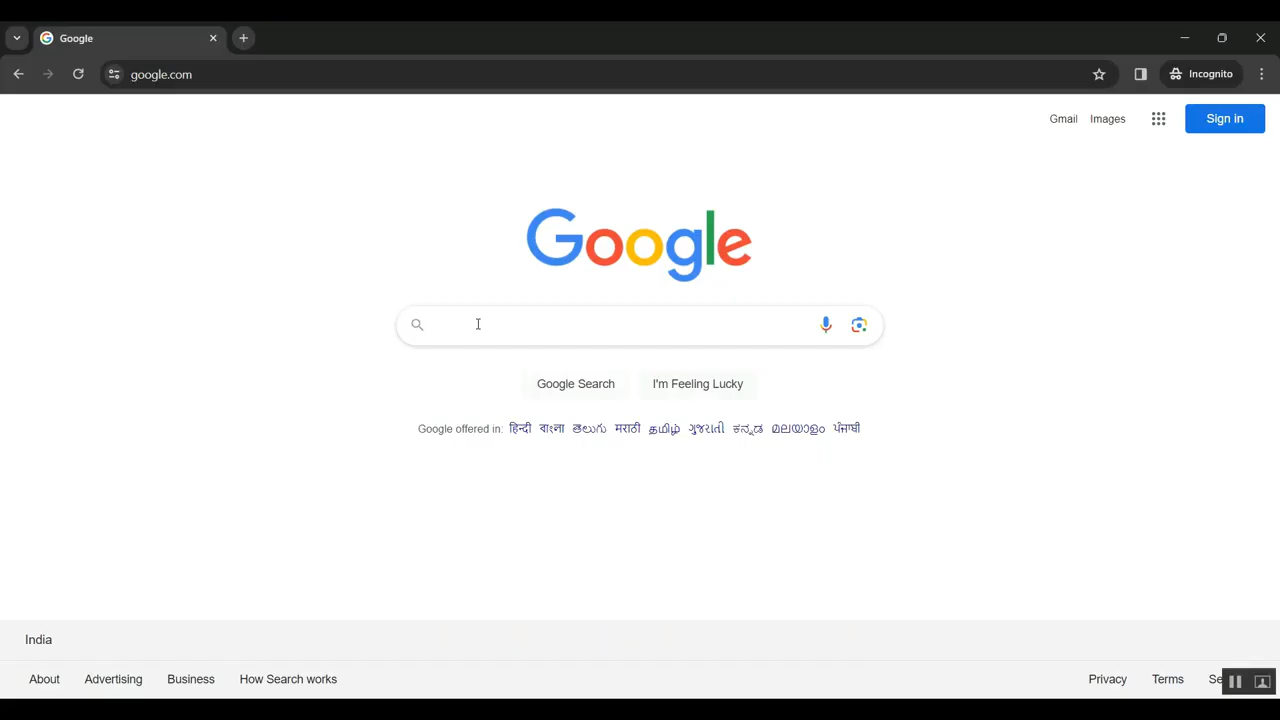 Google
google.com
Incognito
Gmail Images Sign in
Google
Google Search I'm Feeling Lucky
Google offered in: हिन्दी বাংলা తెలుగు मराठी தமிழ் ગુજરાતી ಕನ್ನಡ മലയാളം ਪੰਜਾਬੀ
India
About Advertising Business How Search works Privacy Terms Se